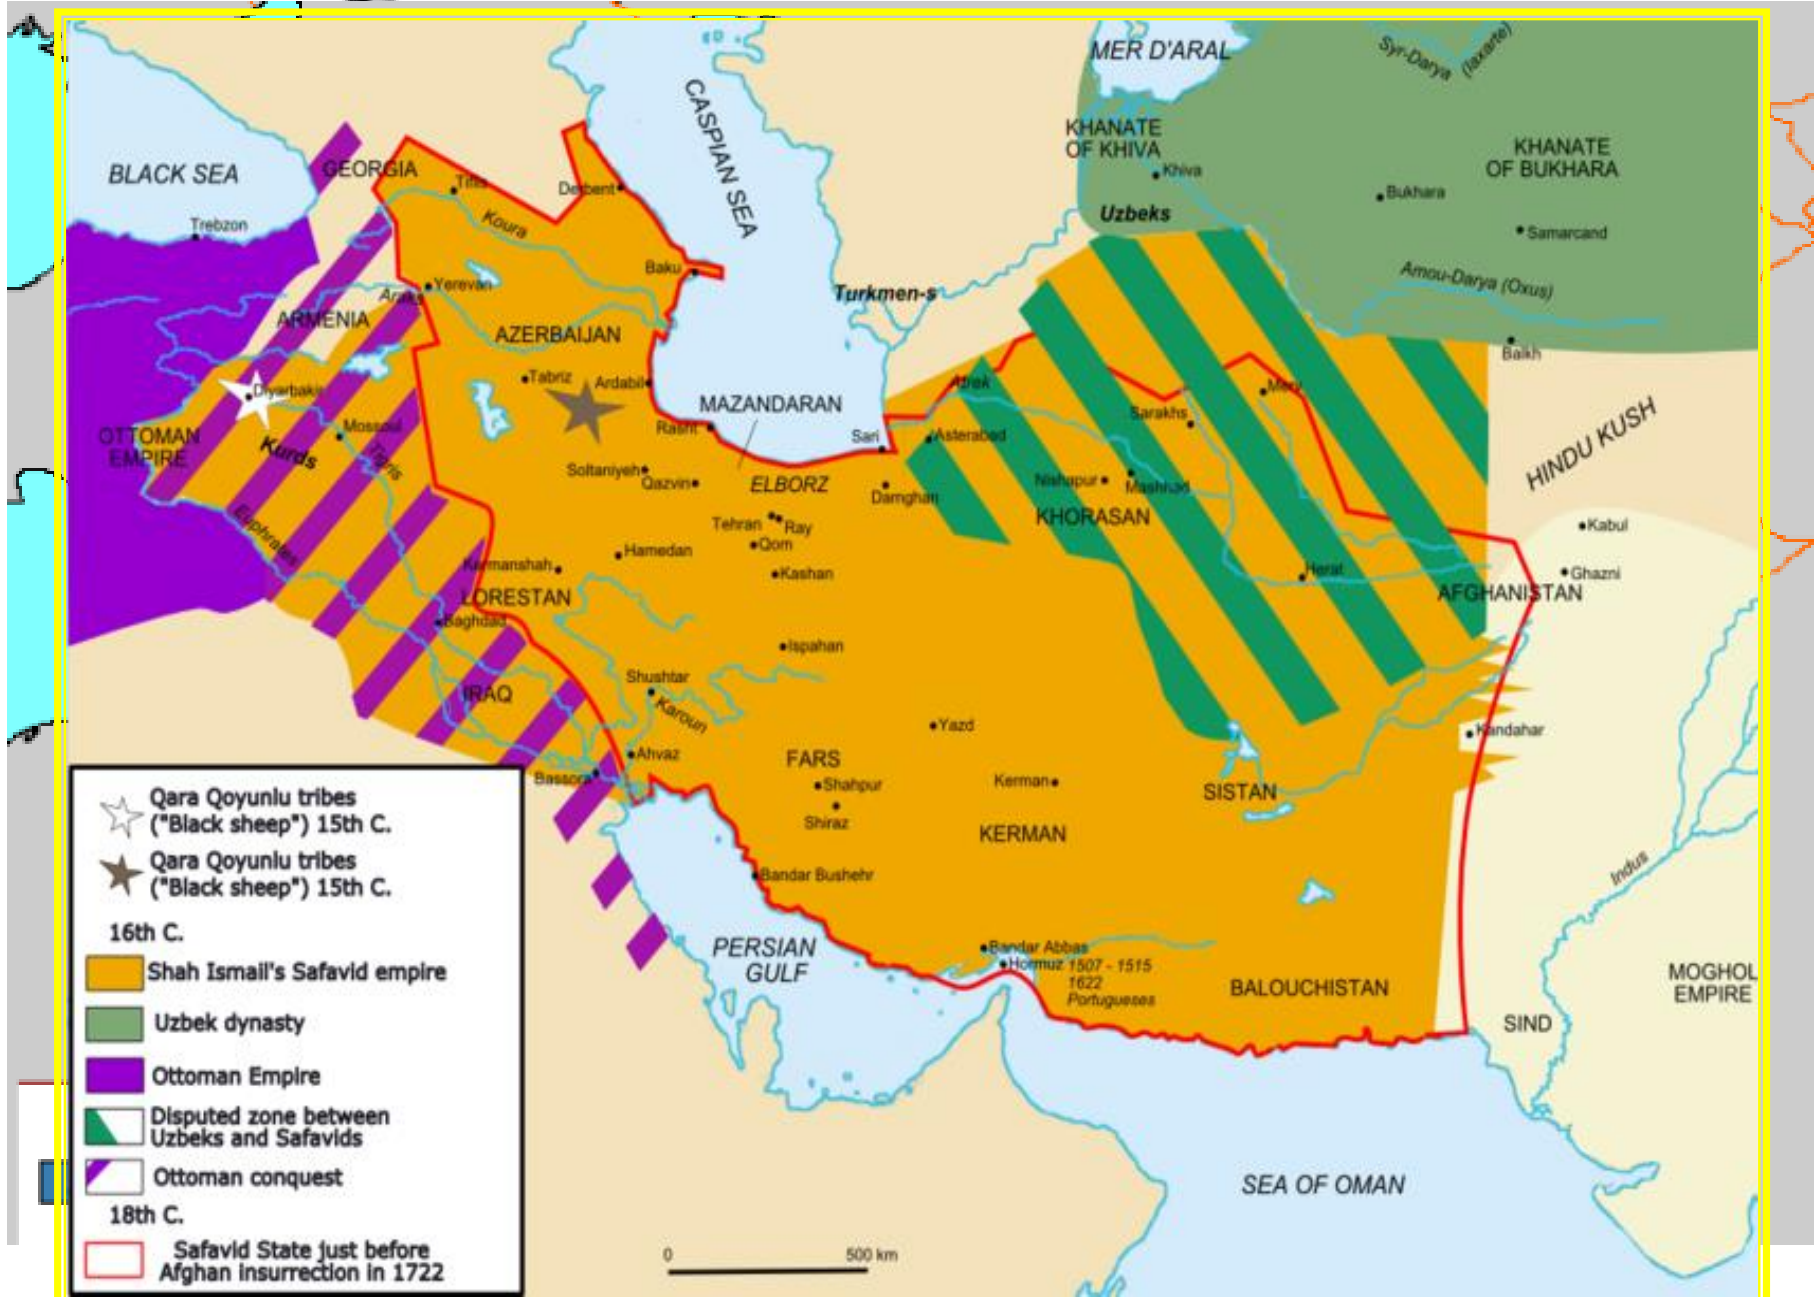 MER D'ARAL
Syr-Darya
(Iaxarte)
CASPIAN SEA
KHANATE
OF KHIVA
KHANATE
OF BUKHARA
BLACK SEA
GEORGIA
Tiflis
Derbent
Khiva
Bukhara
Trebzon
Koura
Uzbeks
Samarcand
Baku
Yerevan
Araks
Turkmen-s
Amou-Darya (Oxus)
ARMENIA
AZERBAIJAN
Balkh
Diyarbakir
Tabriz
Ardabil
Atrek
Merv
MAZANDARAN
Sarakhs
OTTOMAN
EMPIRE
Mossoul
Kurds
Tigris
Rasht
Sari
Asterabad
HINDU KUSH
Soltaniyeh
Qazvin
ELBORZ
Damghan
Nishapur
Mashhad
KHORASAN
Euphrates
Tehran
Ray
Qom
Kabul
Kermanshah
Hamedan
Kashan
Herat
Ghazni
LORESTAN
AFGHANISTAN
Baghdad
Ispahan
IRAQ
Shushtar
Karoun
Yazd
Kandahar
Ahvaz
FARS
Bassora
Shahpur
Kerman
SISTAN
Shiraz
KERMAN
Bandar Bushehr
Indus
PERSIAN
GULF
Bandar Abbas
Hormuz
1507 - 1515
1622
Portugueses
BALOUCHISTAN
MOGHOL
EMPIRE
SIND
SEA OF OMAN
Qara Qoyunlu tribes
("Black sheep") 15th C.
Qara Qoyunlu tribes
("Black sheep") 15th C.
16th C.
Shah Ismail's Safavid empire
Uzbek dynasty
Ottoman Empire
Disputed zone between
Uzbeks and Safavids
Ottoman conquest
18th C.
Safavid State just before
Afghan insurrection in 1722
0
500 km